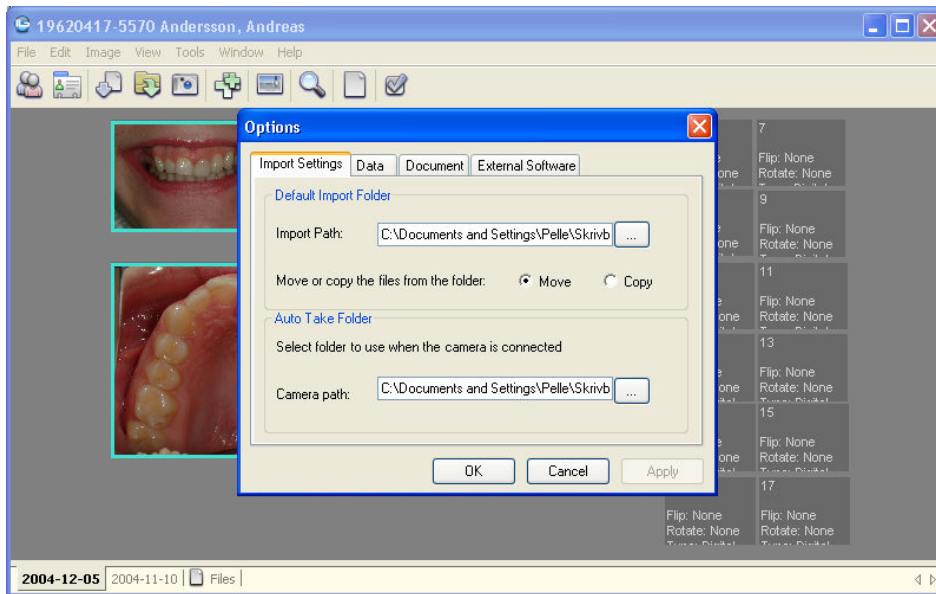 19620417-5570 Andersson, Andreas
File Edit Image View Tools Window Help
Options
Import Settings Data Document External Software
Default Import Folder
Import Path: C:\Documents and Settings\Pelle\Skrivb ...
Move or copy the files from the folder: Move Copy
Auto Take Folder
Select folder to use when the camera is connected
Camera path: C:\Documents and Settings\Pelle\Skrivb ...
OK Cancel Apply
7
Flip: None
one Rotate: None
9
Flip: None
one Rotate: None
11
Flip: None
one Rotate: None
13
Flip: None
one Rotate: None
15
Flip: None
one Rotate: None
17
Flip: None Flip: None
Rotate: None Rotate: None
2004-12-05 2004-11-10 Files